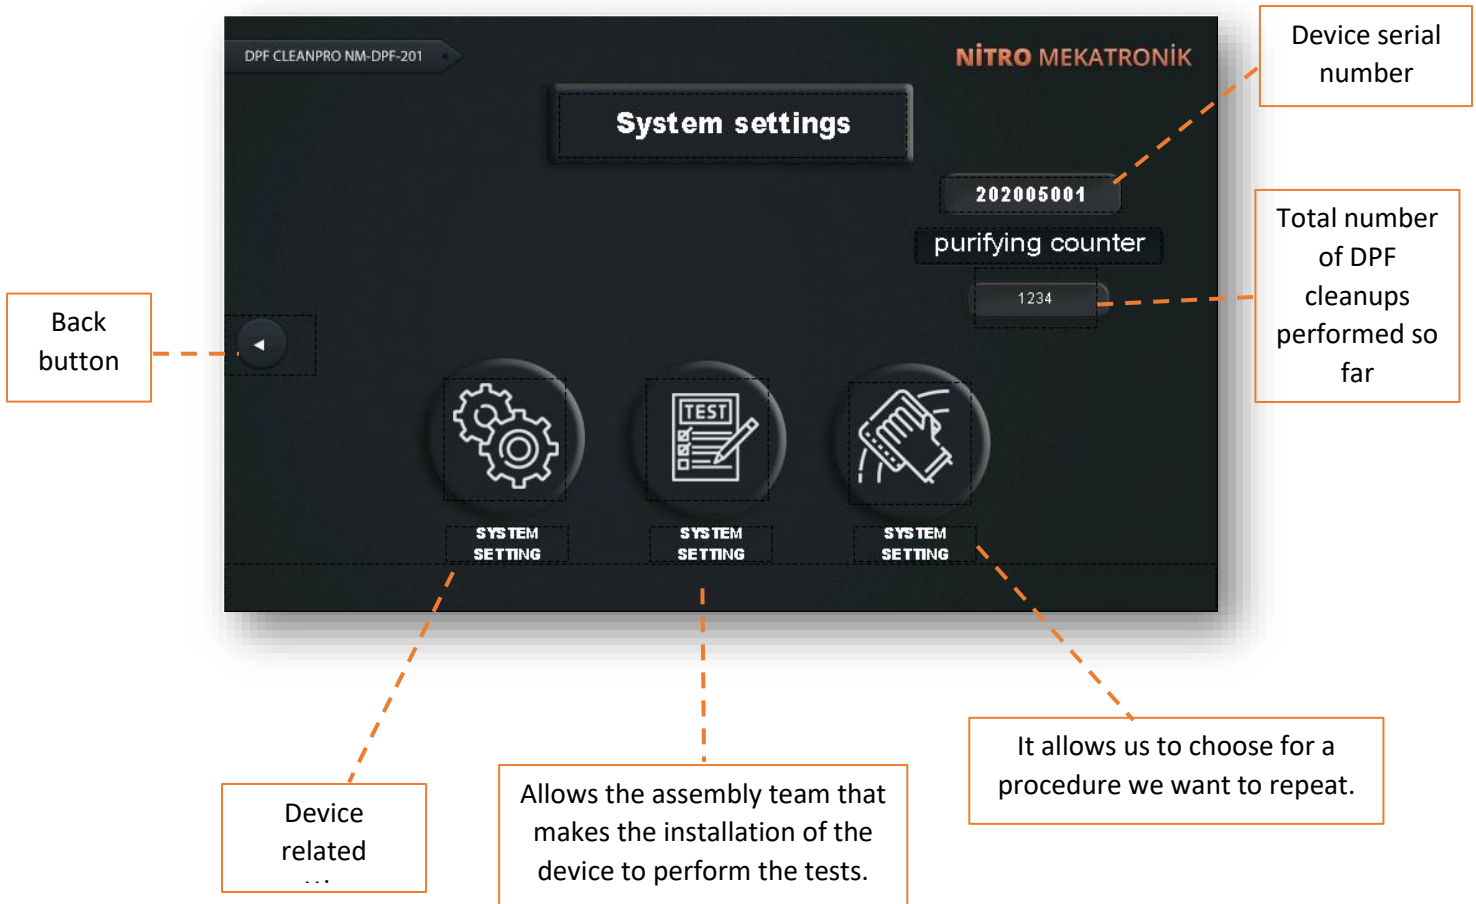 DPF CLEANPRO NM-DPF-201
NİTRO MEKATRONİK
Device serial
number
System settings
202005001
purifying counter
1234
Total number
of DPF
cleanups
performed so
far
Back
button
TEST
SYSTEM
SETTING
SYSTEM
SETTING
SYSTEM
SETTING
Device
related
Allows the assembly team that
makes the installation of the
device to perform the tests.
It allows us to choose for a
procedure we want to repeat.